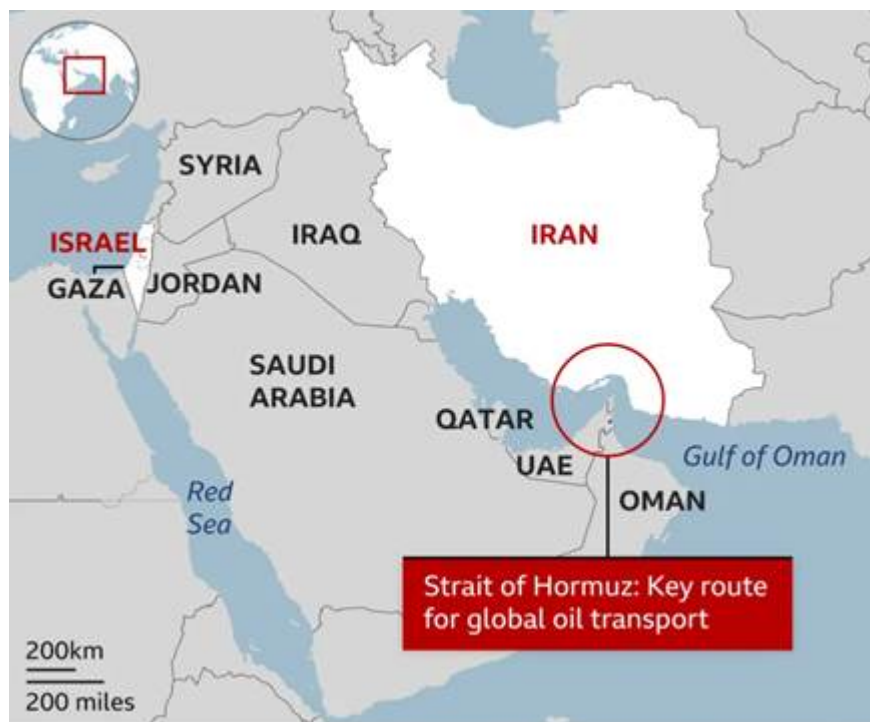 SYRIA
ISRAEL
IRAQ
IRAN
GAZA
JORDAN
SAUDI
ARABIA
QATAR
UAE
Gulf of Oman
Red
Sea
OMAN
Strait of Hormuz: Key route
for global oil transport
200km
200 miles